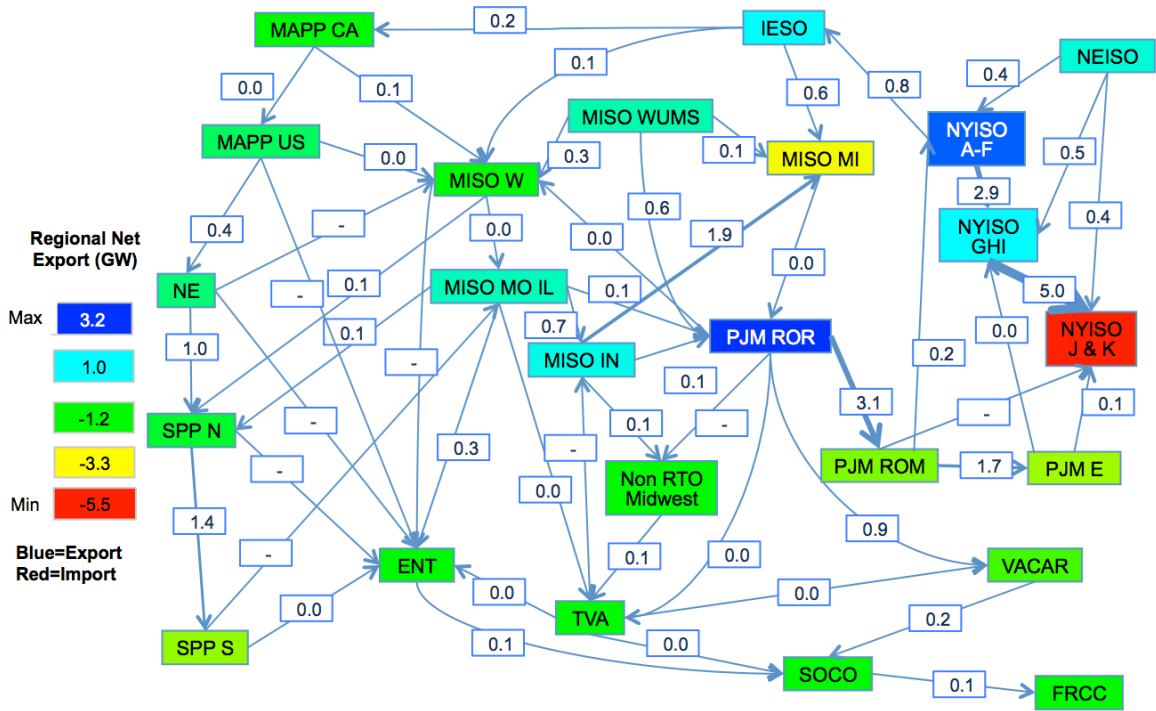 0.2
MAPP CA
IESO
NEISO
0.1
0.4
0.8
0.0
0.1
0.6
MISO WUMS
NYISO
A-F
MAPP US
0.0
0.3
0.1
MISO MI
0.5
MISO W
2.9
0.6
NYISO
GHI
0.4
-
0.0
0.0
1.9
0.4
Regional Net
Export (GW)
0.0
NE
-
0.1
MISO MO IL
0.1
5.0
Max
3.2
0.7
PJM ROR
NYISO
J & K
1.0
0.1
MISO IN
0.0
1.0
-
0.2
0.1
3.1
0.1
-1.2
SPP N
-
0.1
-
-
0.3
-
-3.3
-
Non RTO
Midwest
PJM ROM
1.7
PJM E
0.0
Min
-5.5
1.4
0.9
Blue=Export
Red=Import
-
0.1
0.0
ENT
VACAR
0.0
0.0
0.0
TVA
0.2
SPP S
0.1
0.0
SOCO
0.1
FRCC